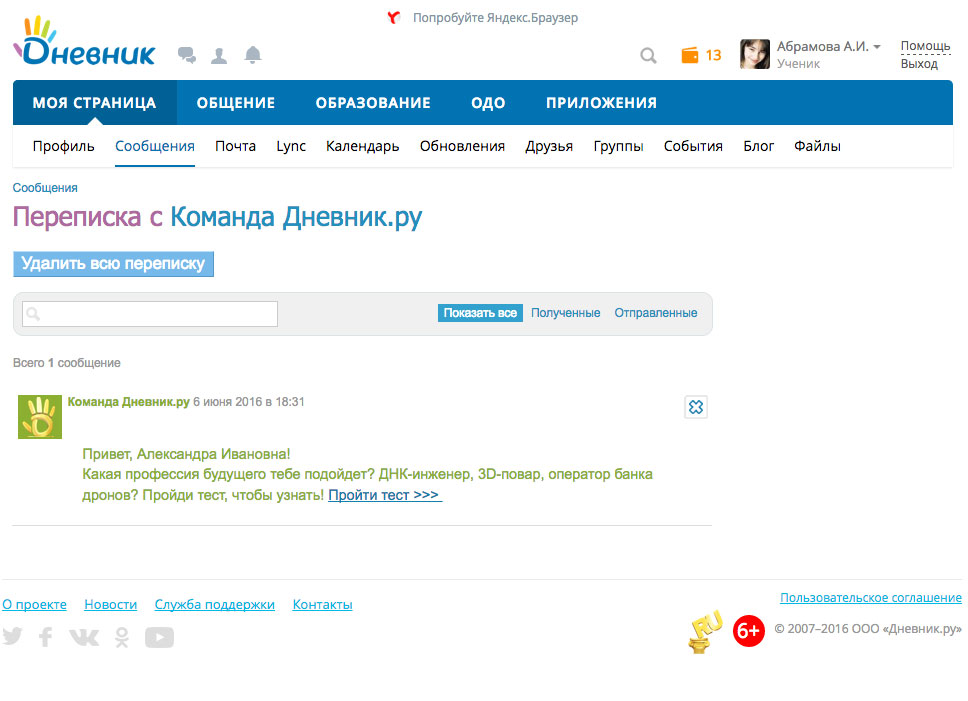 Попробуйте Яндекс.Браузер
Дневник
13
Абрамова А.И.
Ученик
Помощь
Выход
МОЯ СТРАНИЦА ОБЩЕНИЕ ОБРАЗОВАНИЕ ОДО ПРИЛОЖЕНИЯ
Профиль Сообщения Почта Lync Календарь Обновления Друзья Группы События Блог Файлы
Сообщения
Переписка с Команда Дневник.ру
Удалить всю переписку
Показать все Полученные Отправленные
Всего 1 сообщение
Команда Дневник.ру 6 июня 2016 в 18:31
Привет, Александра Ивановна!
Какая профессия будущего тебе подойдет? ДНК-инженер, 3D-повар, оператор банка
дронов? Пройди тест, чтобы узнать! Пройти тест >>>
О проекте Новости Служба поддержки Контакты
Пользовательское соглашение
RU
6+
© 2007–2016 ООО «Дневник.ру»